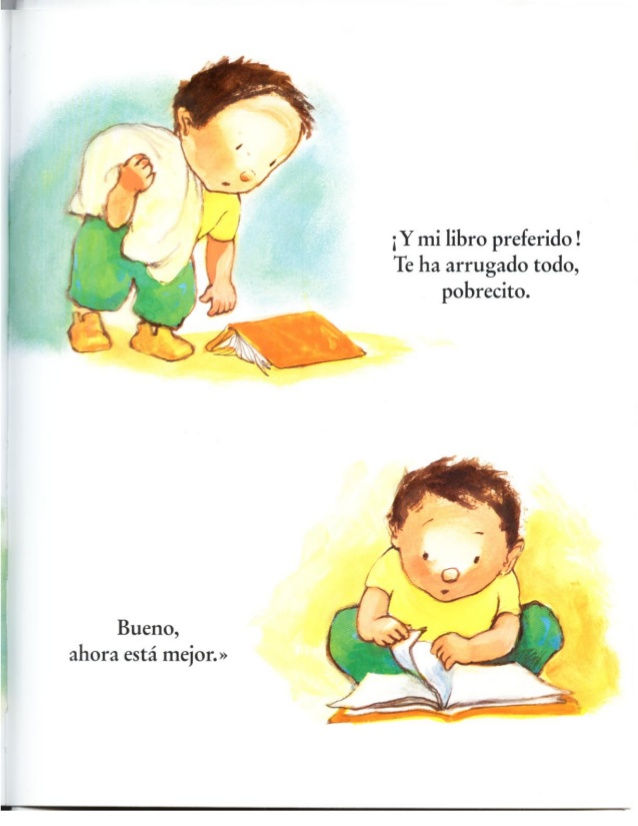 ¡Y mi libro preferido!
Te ha arrugado todo,
pobrecito.
Bueno,
ahora está mejor.»